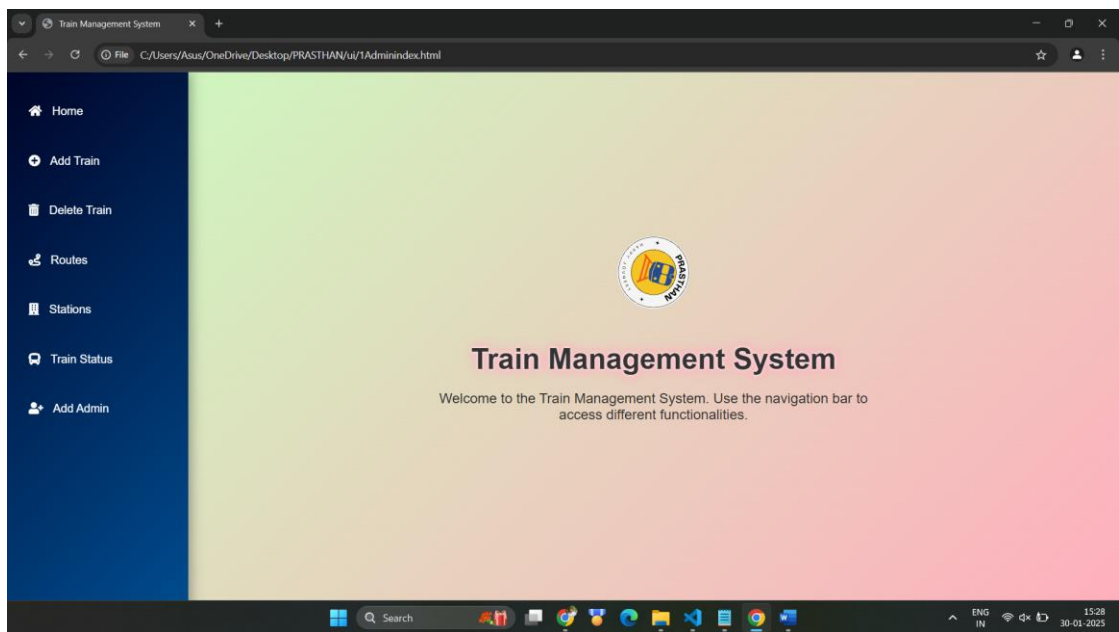 Train Management System
File C:/Users/Asus/OneDrive/Desktop/PRASTHAN/ui/1Adminindex.html
Home
Add Train
Delete Train
Routes
Stations
Train Status
Add Admin
PRASTHAN
Train Management System
Welcome to the Train Management System. Use the navigation bar to
access different functionalities.
Search
ENG
IN
15:28
30-01-2025